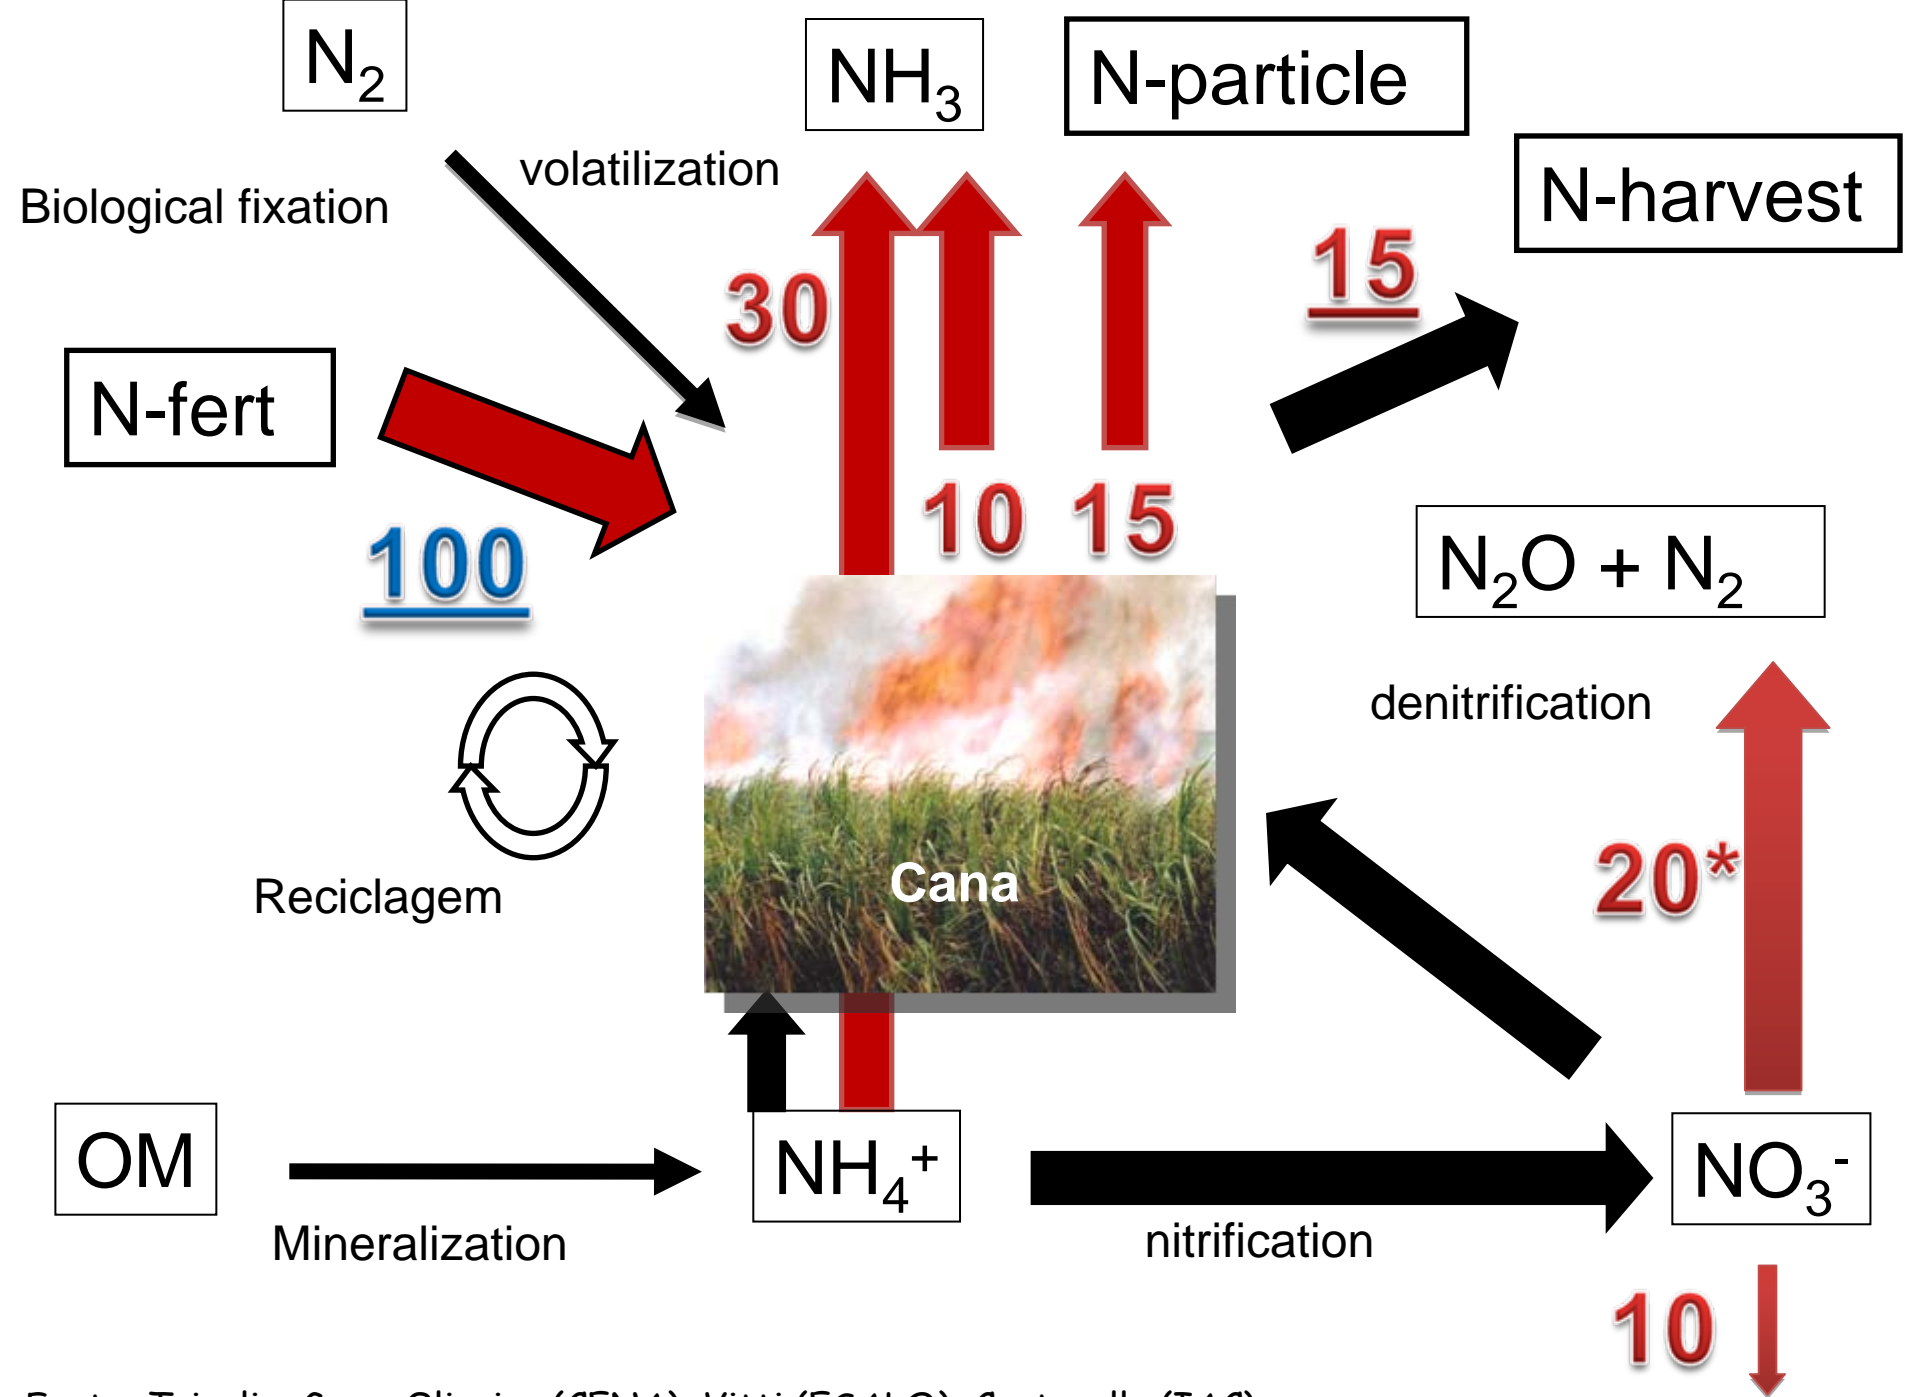 N₂
NH₃
N-particle
volatilization
Biological fixation
N-harvest
15
30
N-fert
10 15
100
N₂O + N₂
denitrification
20*
Cana
Reciclagem
OM
NH₄⁺
NO₃⁻
Mineralization
nitrification
10